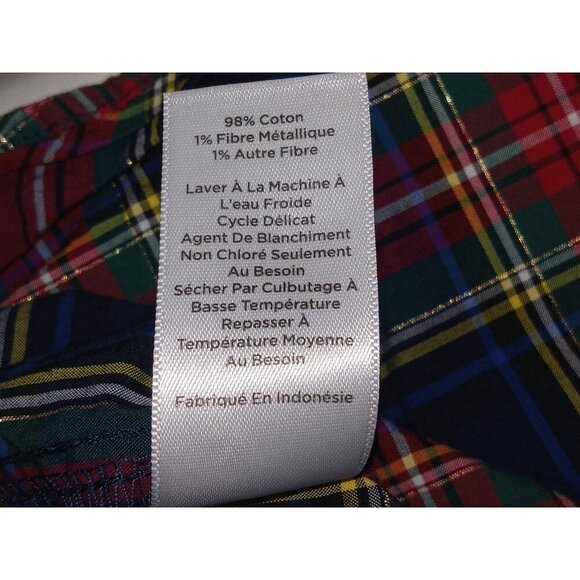 98% Coton
1% Fibre Métallique
1% Autre Fibre
Laver À La Machine À
L'eau Froide
Cycle Délicat
Agent De Blanchiment
Non Chloré Seulement
Au Besoin
Sécher Par Culbutage À
Basse Température
Repasser À
Température Moyenne
Au Besoin
Fabriqué En Indonésie